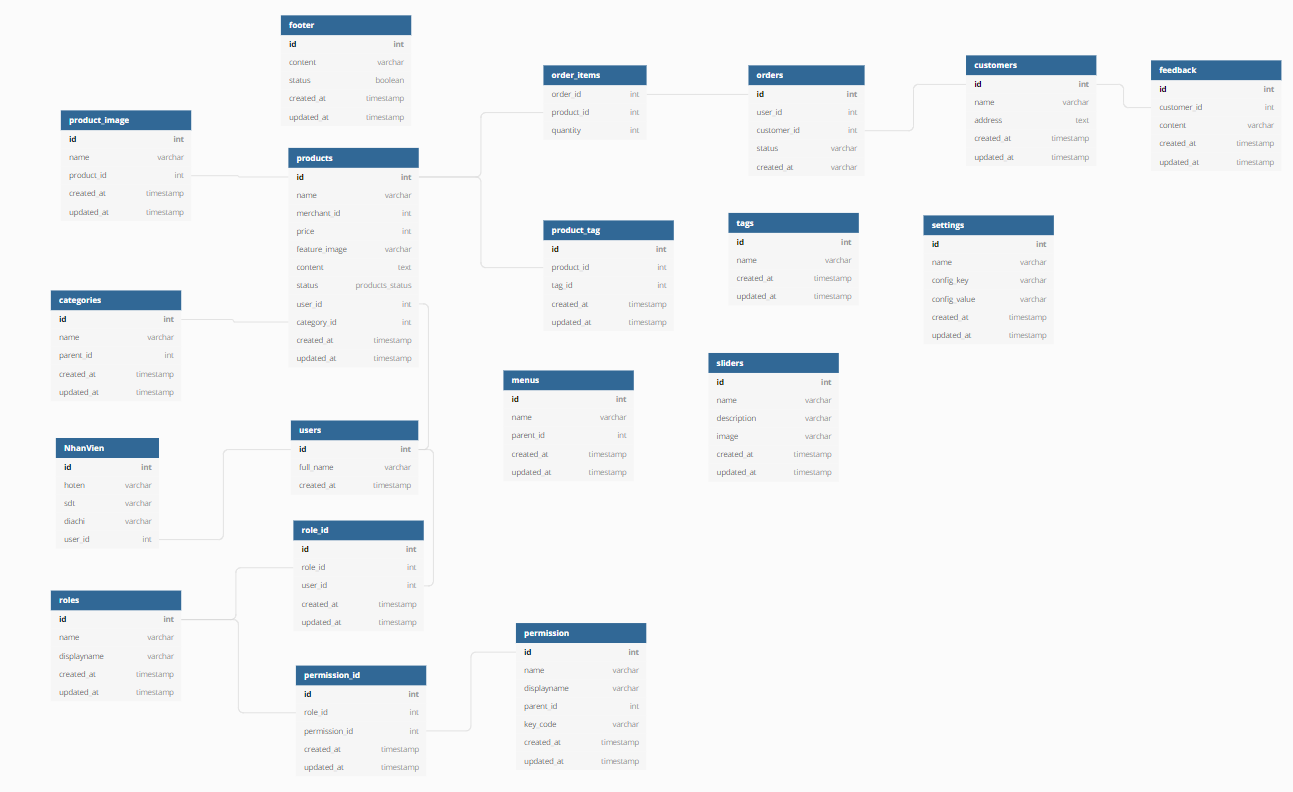 footer
id int
content varchar
status boolean
created_at timestamp
updated_at timestamp
product_image
id int
name varchar
product_id int
created_at timestamp
updated_at timestamp
products
id int
name varchar
merchant_id int
price int
feature_image varchar
content text
status products_status
user_id int
category_id int
created_at timestamp
updated_at timestamp
order_items
order_id int
product_id int
quantity int
orders
id int
user_id int
customer_id int
status varchar
created_at varchar
customers
id int
name varchar
address text
created_at timestamp
updated_at timestamp
feedback
id int
customer_id int
content varchar
created_at timestamp
updated_at timestamp
product_tag
id int
product_id int
tag_id int
created_at timestamp
updated_at timestamp
tags
id int
name varchar
created_at timestamp
updated_at timestamp
settings
id int
name varchar
config_key varchar
config_value varchar
created_at timestamp
updated_at timestamp
categories
id int
name varchar
parent_id int
created_at timestamp
updated_at timestamp
menus
id int
name varchar
parent_id int
created_at timestamp
updated_at timestamp
sliders
id int
name varchar
description varchar
image varchar
created_at timestamp
updated_at timestamp
NhanVien
id int
hoten varchar
sdt varchar
diachi varchar
user_id int
users
id int
full_name varchar
created_at timestamp
role_id
id int
role_id int
user_id int
created_at timestamp
updated_at timestamp
roles
id int
name varchar
displayname varchar
created_at timestamp
updated_at timestamp
permission_id
id int
role_id int
permission_id int
created_at timestamp
updated_at timestamp
permission
id int
name varchar
displayname varchar
parent_id int
key_code varchar
created_at timestamp
updated_at timestamp